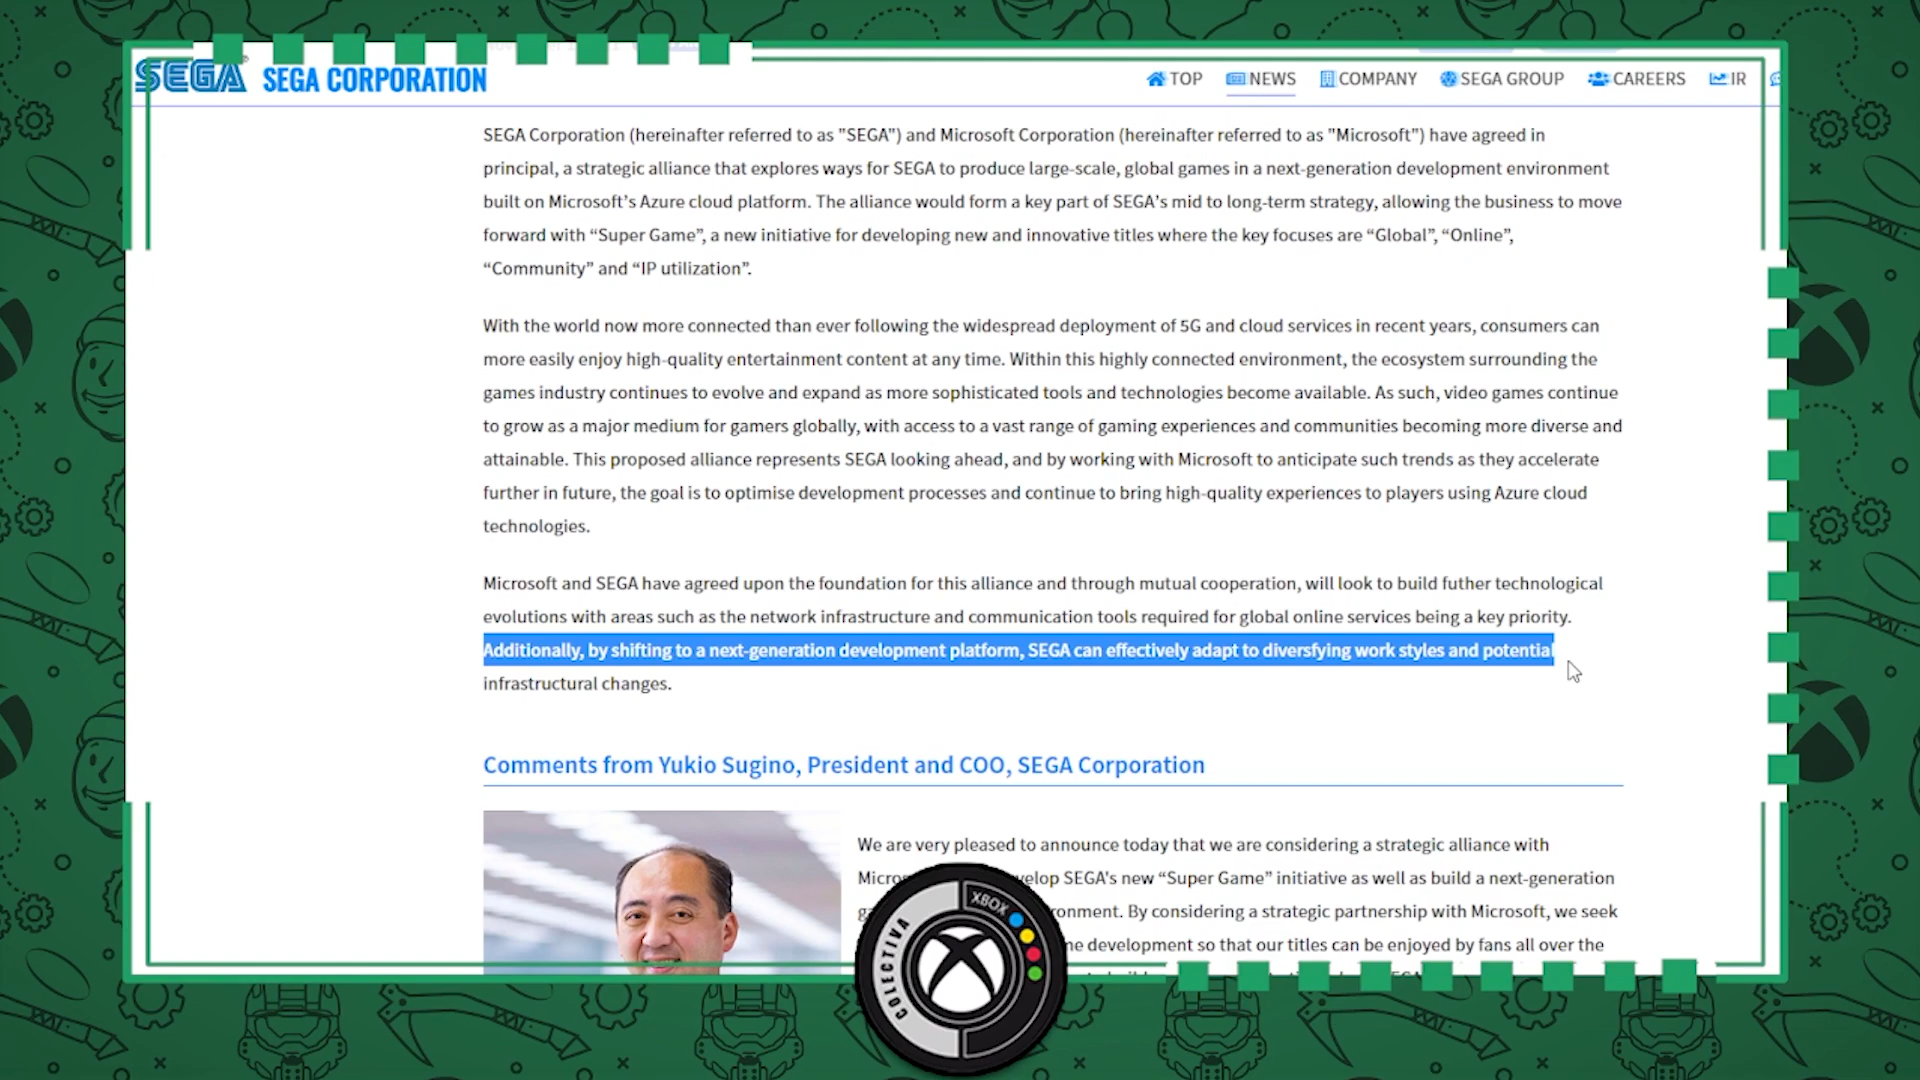 SEGA
SEGA CORPORATION
TOP
NEWS
COMPANY
SEGA GROUP
CAREERS
IR
SEGA Corporation (hereinafter referred to as "SEGA") and Microsoft Corporation (hereinafter referred to as "Microsoft") have agreed in
principal, a strategic alliance that explores ways for SEGA to produce large-scale, global games in a next-generation development environment
built on Microsoft’s Azure cloud platform. The alliance would form a key part of SEGA’s mid to long-term strategy, allowing the business to move
forward with “Super Game”, a new initiative for developing new and innovative titles where the key focuses are “Global”, “Online”,
“Community” and “IP utilization”.
With the world now more connected than ever following the widespread deployment of 5G and cloud services in recent years, consumers can
more easily enjoy high-quality entertainment content at any time. Within this highly connected environment, the ecosystem surrounding the
games industry continues to evolve and expand as more sophisticated tools and technologies become available. As such, video games continue
to grow as a major medium for gamers globally, with access to a vast range of gaming experiences and communities becoming more diverse and
attainable. This proposed alliance represents SEGA looking ahead, and by working with Microsoft to anticipate such trends as they accelerate
further in future, the goal is to optimise development processes and continue to bring high-quality experiences to players using Azure cloud
technologies.
Microsoft and SEGA have agreed upon the foundation for this alliance and through mutual cooperation, will look to build futher technological
evolutions with areas such as the network infrastructure and communication tools required for global online services being a key priority.
Additionally, by shifting to a next-generation development platform, SEGA can effectively adapt to diversfying work styles and potential
infrastructural changes.
Comments from Yukio Sugino, President and COO, SEGA Corporation
We are very pleased to announce today that we are considering a strategic alliance with
SEGA's new “Super Game” initiative as well as build a next-generation
By considering a strategic partnership with Microsoft, we seek
development so that our titles can be enjoyed by fans all over the
COLECTIVA
XBOX